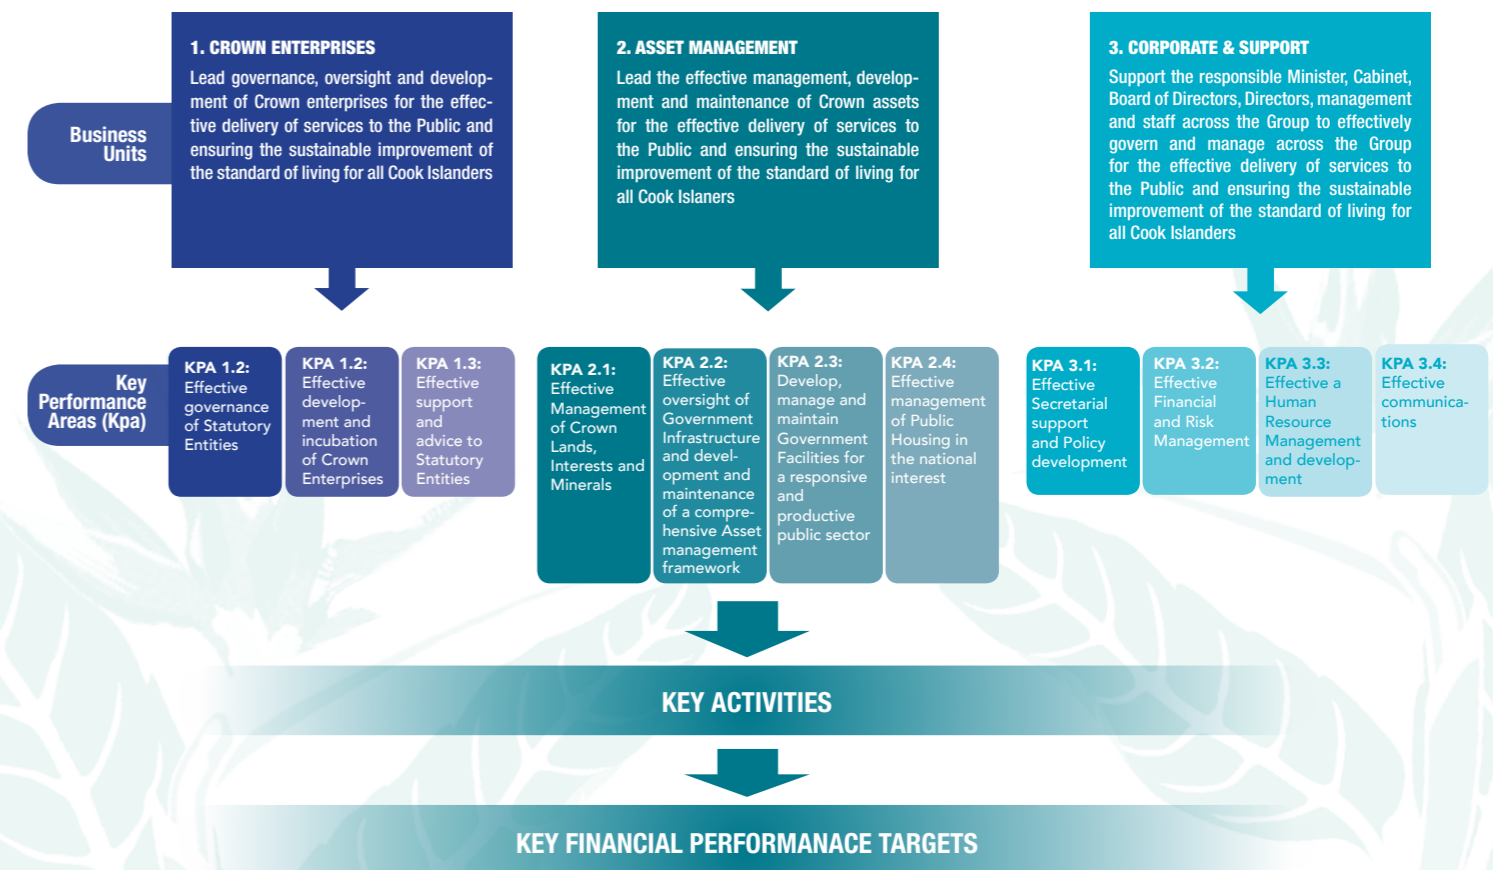 Business
Units
1. CROWN ENTERPRISES
Lead governance, oversight and develop-
ment of Crown enterprises for the effec-
tive delivery of services to the Public and
ensuring the sustainable improvement of
the standard of living for all Cook Islanders
2. ASSET MANAGEMENT
Lead the effective management, develop-
ment and maintenance of Crown assets
for the effective delivery of services to
the Public and ensuring the sustainable
improvement of the standard of living for
all Cook Islaners
3. CORPORATE & SUPPORT
Support the responsible Minister, Cabinet,
Board of Directors, Directors, management
and staff across the Group to effectively
govern and manage across the Group
for the effective delivery of services to
the Public and ensuring the sustainable
improvement of the standard of living for
all Cook Islanders
Key
Performance
Areas (Kpa)
KPA 1.2:
Effective
governance
of Statutory
Entities
KPA 1.2:
Effective
develop-
ment and
incubation
of Crown
Enterprises
KPA 1.3:
Effective
support
and
advice to
Statutory
Entities
KPA 2.1:
Effective
Management
of Crown
Lands,
Interests and
Minerals
KPA 2.2:
Effective
oversight of
Government
Infrastructure
and devel-
opment and
maintenance
of a compre-
hensive Asset
management
framework
KPA 2.3:
Develop,
manage and
maintain
Government
Facilities for
a responsive
and
productive
public sector
KPA 2.4:
Effective
management
of Public
Housing in
the national
interest
KPA 3.1:
Effective
Secretarial
support
and Policy
development
KPA 3.2:
Effective
Financial
and Risk
Management
KPA 3.3:
Effective a
Human
Resource
Management
and develop-
ment
KPA 3.4:
Effective
communica-
tions
KEY ACTIVITIES
KEY FINANCIAL PERFORMANACE TARGETS